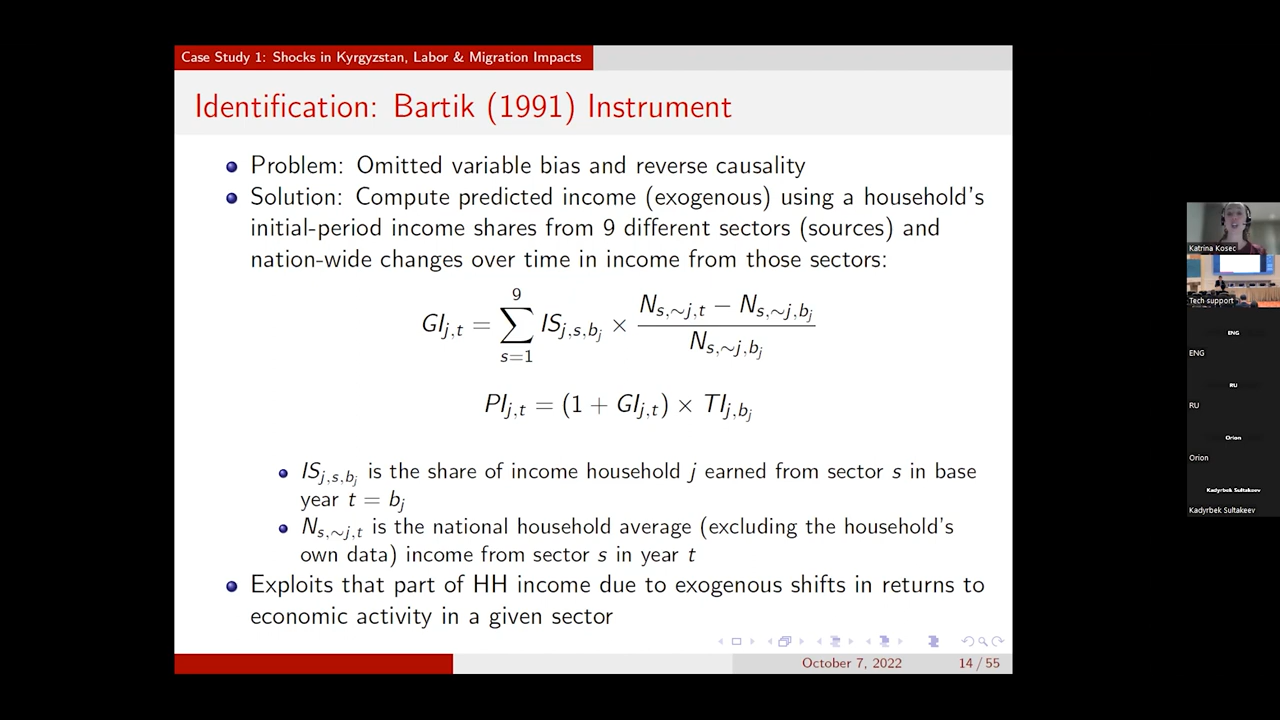 Case Study 1: Shocks in Kyrgyzstan, Labor & Migration Impacts
Identification: Bartik (1991) Instrument
Problem: Omitted variable bias and reverse causality
Solution: Compute predicted income (exogenous) using a household's
initial-period income shares from 9 different sectors (sources) and
nation-wide changes over time in income from those sectors:
GI_{j,t} = \sum_{s=1}^{9} IS_{j,s,b_j} × \frac{N_{s,∼j,t} − N_{s,∼j,b_j}}{N_{s,∼j,b_j}}
PI_{j,t} = (1 + GI_{j,t}) × TI_{j,b_j}
IS_{j,s,b_j} is the share of income household j earned from sector s in base
year t = b_j
N_{s,∼j,t} is the national household average (excluding the household's
own data) income from sector s in year t
Exploits that part of HH income due to exogenous shifts in returns to
economic activity in a given sector
October 7, 2022 14 / 55
Katrina Kosec
Tech support
ENG
ENG
RU
RU
Orion
Orion
Kadyrbek Sultakeev
Kadyrbek Sultakeev